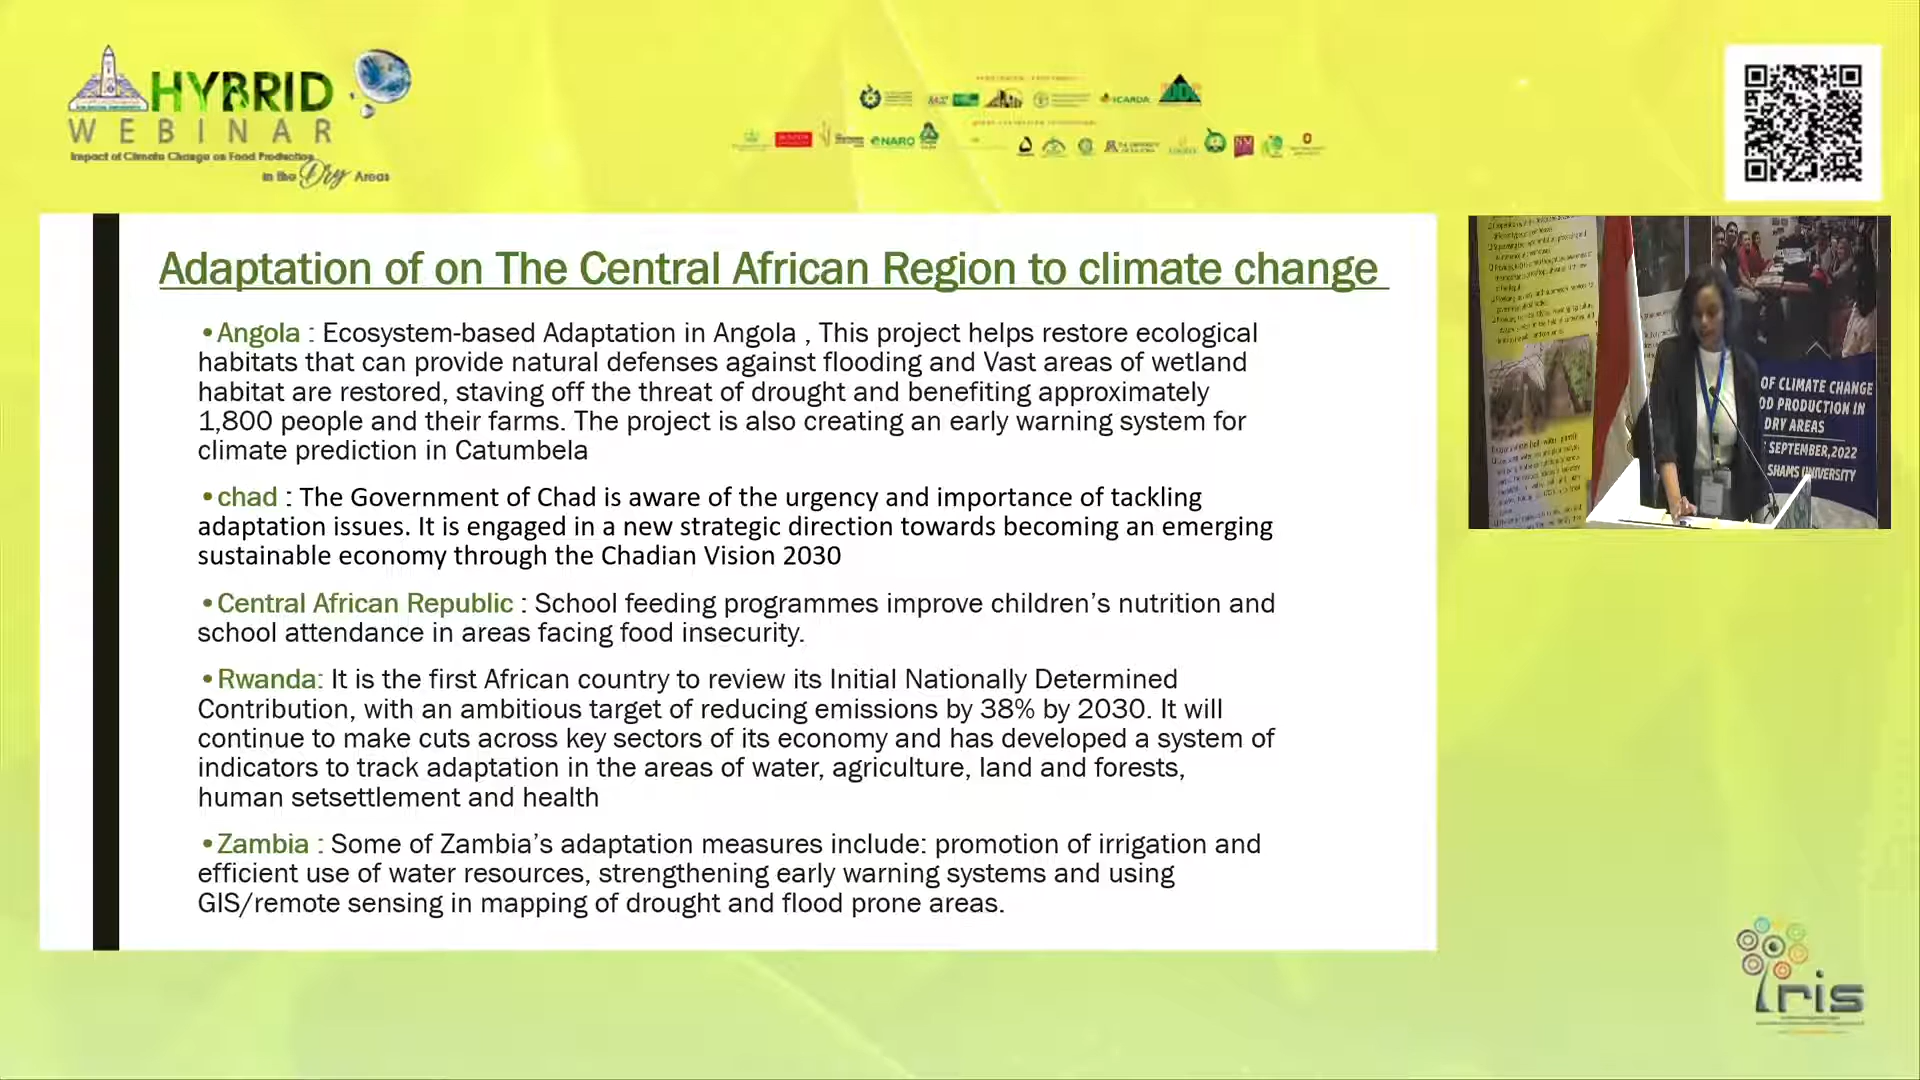 HYBRID
WEBINAR
Impact of Climate Change on Food Production
in the Dry Areas
ICARDA
NARO
Adaptation of on The Central African Region to climate change
•Angola : Ecosystem-based Adaptation in Angola , This project helps restore ecological
habitats that can provide natural defenses against flooding and Vast areas of wetland
habitat are restored, staving off the threat of drought and benefiting approximately
1,800 people and their farms. The project is also creating an early warning system for
climate prediction in Catumbela
•chad : The Government of Chad is aware of the urgency and importance of tackling
adaptation issues. It is engaged in a new strategic direction towards becoming an emerging
sustainable economy through the Chadian Vision 2030
•Central African Republic : School feeding programmes improve children’s nutrition and
school attendance in areas facing food insecurity.
•Rwanda: It is the first African country to review its Initial Nationally Determined
Contribution, with an ambitious target of reducing emissions by 38% by 2030. It will
continue to make cuts across key sectors of its economy and has developed a system of
indicators to track adaptation in the areas of water, agriculture, land and forests,
human setsettlement and health
•Zambia : Some of Zambia’s adaptation measures include: promotion of irrigation and
efficient use of water resources, strengthening early warning systems and using
GIS/remote sensing in mapping of drought and flood prone areas.
OF CLIMATE CHANGE
OD PRODUCTION IN
DRY AREAS
SEPTEMBER,2022
SHAMS UNIVERSITY
iris